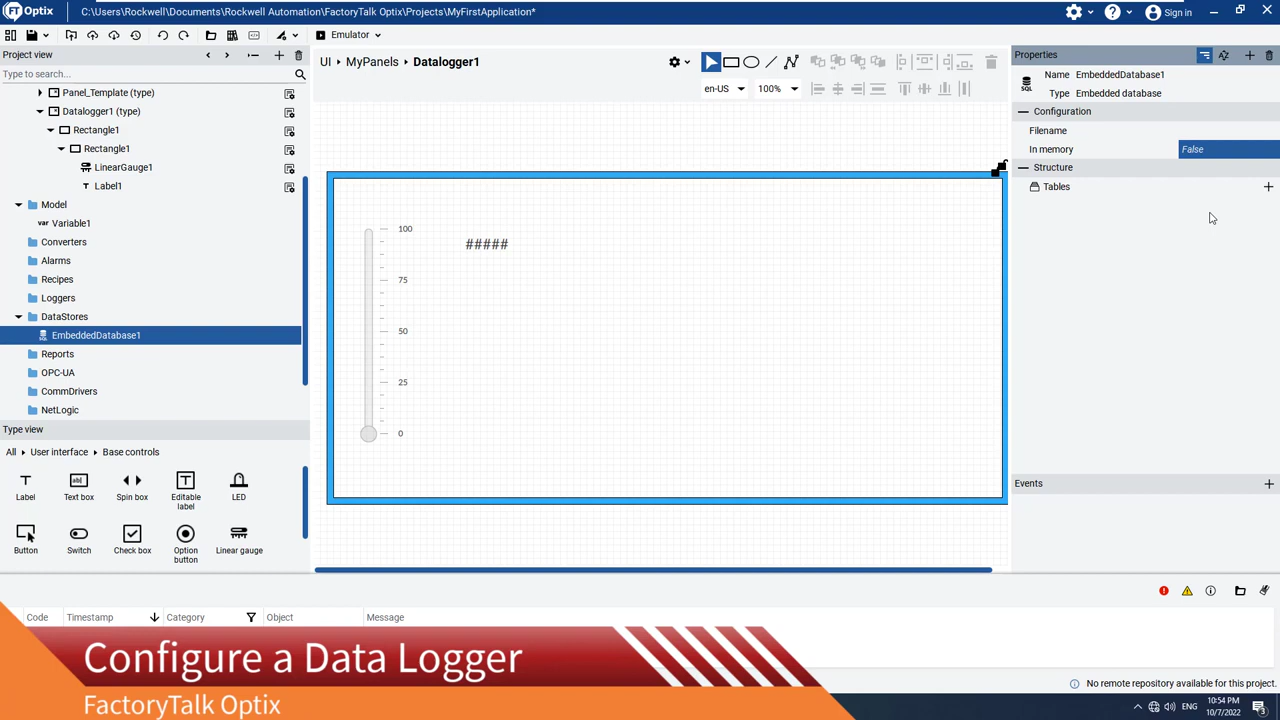 FT Optix C:\Users\Rockwell\Documents\Rockwell Automation\FactoryTalk Optix\Projects\MyFirstApplication* Sign in
Emulator
Project view
Type to search...
Panel_Template (type)
Datalogger1 (type)
Rectangle1
Rectangle1
LinearGauge1
T Label1
Model
var Variable1
Converters
Alarms
Recipes
Loggers
DataStores
SQL EmbeddedDatabase1
Reports
OPC-UA
CommDrivers
NetLogic
Type view
All User interface Base controls
Label
Text box
Spin box
Editable label
LED
Button
Switch
Check box
Option button
Linear gauge
UI MyPanels Datalogger1
en-US 100%
100
75
50
25
0
#####
Properties
SQL
Name EmbeddedDatabase1
Type Embedded database
Configuration
Filename
In memory False
Structure
Tables
Events
Code Timestamp Category Object Message
Configure a Data Logger
FactoryTalk Optix
No remote repository available for this project.
ENG
10:54 PM
10/7/2022
3